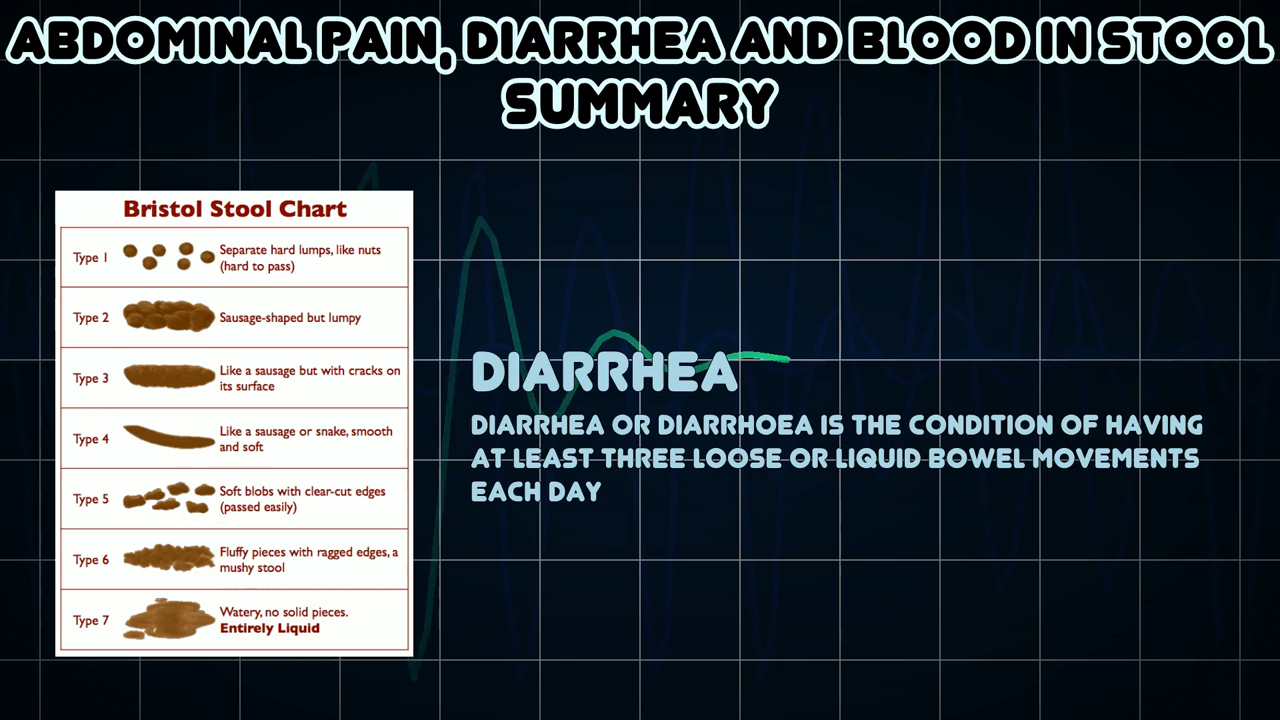 ABDOMINAL PAIN, DIARRHEA AND BLOOD IN STOOL
SUMMARY
Bristol Stool Chart
Type 1
Separate hard lumps, like nuts
(hard to pass)
Type 2
Sausage-shaped but lumpy
Type 3
Like a sausage but with cracks on
its surface
Type 4
Like a sausage or snake, smooth
and soft
Type 5
Soft blobs with clear-cut edges
(passed easily)
Type 6
Fluffy pieces with ragged edges, a
mushy stool
Type 7
Watery, no solid pieces.
Entirely Liquid
DIARRHEA
DIARRHEA OR DIARRHOEA IS THE CONDITION OF HAVING
AT LEAST THREE LOOSE OR LIQUID BOWEL MOVEMENTS
EACH DAY